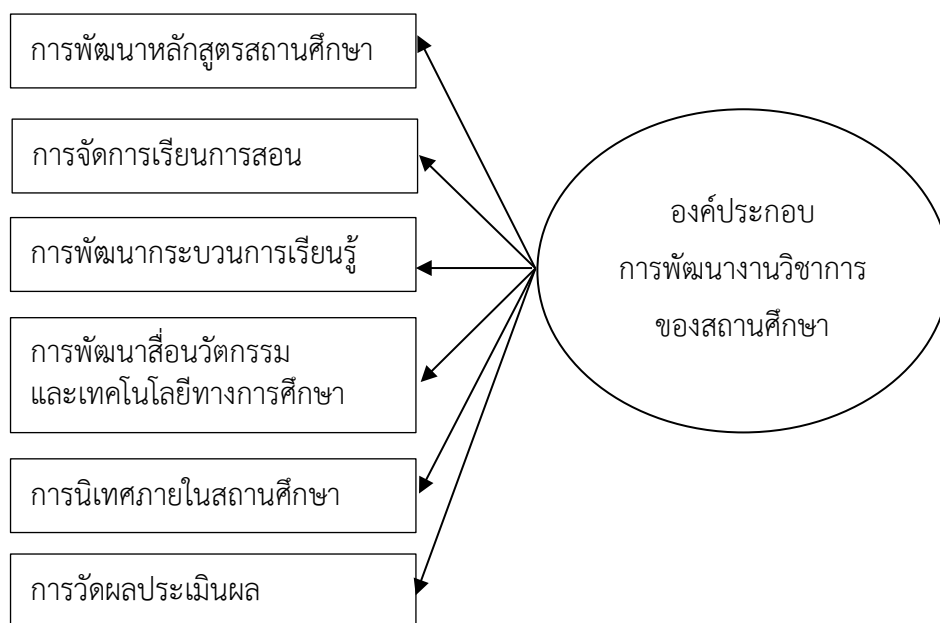 การพัฒนาหลักสูตรสถานศึกษา
การจัดการเรียนการสอน
การพัฒนากระบวนการเรียนรู้
การพัฒนาสื่อนวัตกรรม
และเทคโนโลยีทางการศึกษา
การนิเทศภายในสถานศึกษา
การวัดผลประเมินผล
องค์ประกอบ
การพัฒนางานวิชาการ
ของสถานศึกษา